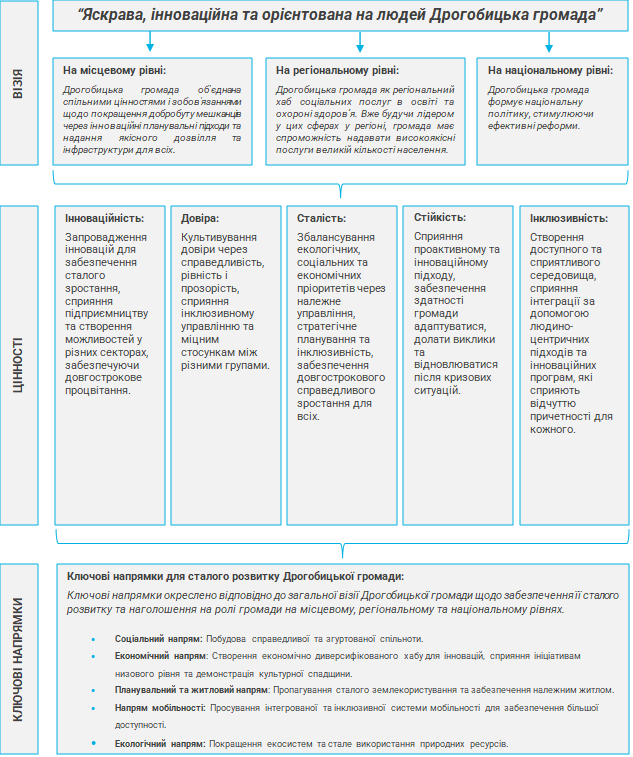 “Яскрава, інноваційна та орієнтована на людей Дрогобицька громада”
ВІЗІЯ
На місцевому рівні:
Дрогобицька громада об'єднана
спільними цінностями і зобов'язаннями
щодо покращення добробуту мешканців
через інноваційні планувальні підходи та
надання якісного дозвілля та
інфраструктури для всіх.
На регіональному рівні:
Дрогобицька громада як регіональний
хаб соціальних послуг в освіті та
охороні здоров'я. Вже будучи лідером
у цих сферах у регіоні, громада має
спроможність надавати високоякісні
послуги великій кількості населення.
На національному рівні:
Дрогобицька громада
формує національну
політику, стимулюючи
ефективні реформи.
ЦІННОСТІ
Інноваційність:
Запровадження
інновацій для
забезпечення
сталого
зростання,
сприяння
підприємництву
та створення
можливостей у
різних секторах,
забезпечуючи
довгострокове
процвітання.
Довіра:
Культивування
довіри через
справедливість,
рівність і
прозорість,
сприяння
інклюзивному
управлінню та
міцним
стосункам між
різними групами.
Сталість:
Збалансування
екологічних,
соціальних та
економічних
пріоритетів через
належне
управління,
стратегічне
планування та
інклюзивність,
забезпечення
довгострокового
справедливого
зростання для
всіх.
Стійкість:
Сприяння
проактивному та
інноваційному
підходу,
забезпечення
здатності
громади
адаптуватися,
долати виклики
та
відновлюватися
після кризових
ситуацій.
Інклюзивність:
Створення
доступного та
сприятливого
середовища,
сприяння
інтеграції за
допомогою
людино-
центричних
підходів та
інноваційних
програм, які
сприяють
відчуттю
причетності для
кожного.
КЛЮЧОВІ НАПРЯМКИ
Ключові напрямки для сталого розвитку Дрогобицької громади:
Ключові напрямки окреслено відповідно до загальної візії Дрогобицької громади щодо забезпечення її сталого
розвитку та наголошення на ролі громади на місцевому, регіональному та національному рівнях.
• Соціальний напрям: Побудова справедливої та згуртованої спільноти.
• Економічний напрям: Створення економічно диверсифікованого хабу для інновацій, сприяння ініціативам
низового рівня та демонстрація культурної спадщини.
• Планувальний та житловий напрям: Пропагування сталого землекористування та забезпечення належним житлом.
• Напрям мобільності: Просування інтегрованої та інклюзивної системи мобільності для забезпечення більшої
доступності.
• Екологічний напрям: Покращення екосистем та стале використання природних ресурсів.